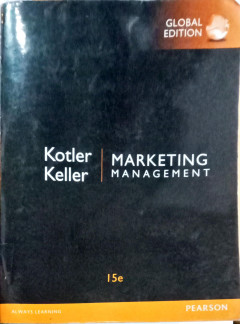 GLOBAL
EDITION
Kotler
Keller
MARKETING
MANAGEMENT
15e
ALWAYS LEARNING
PEARSON